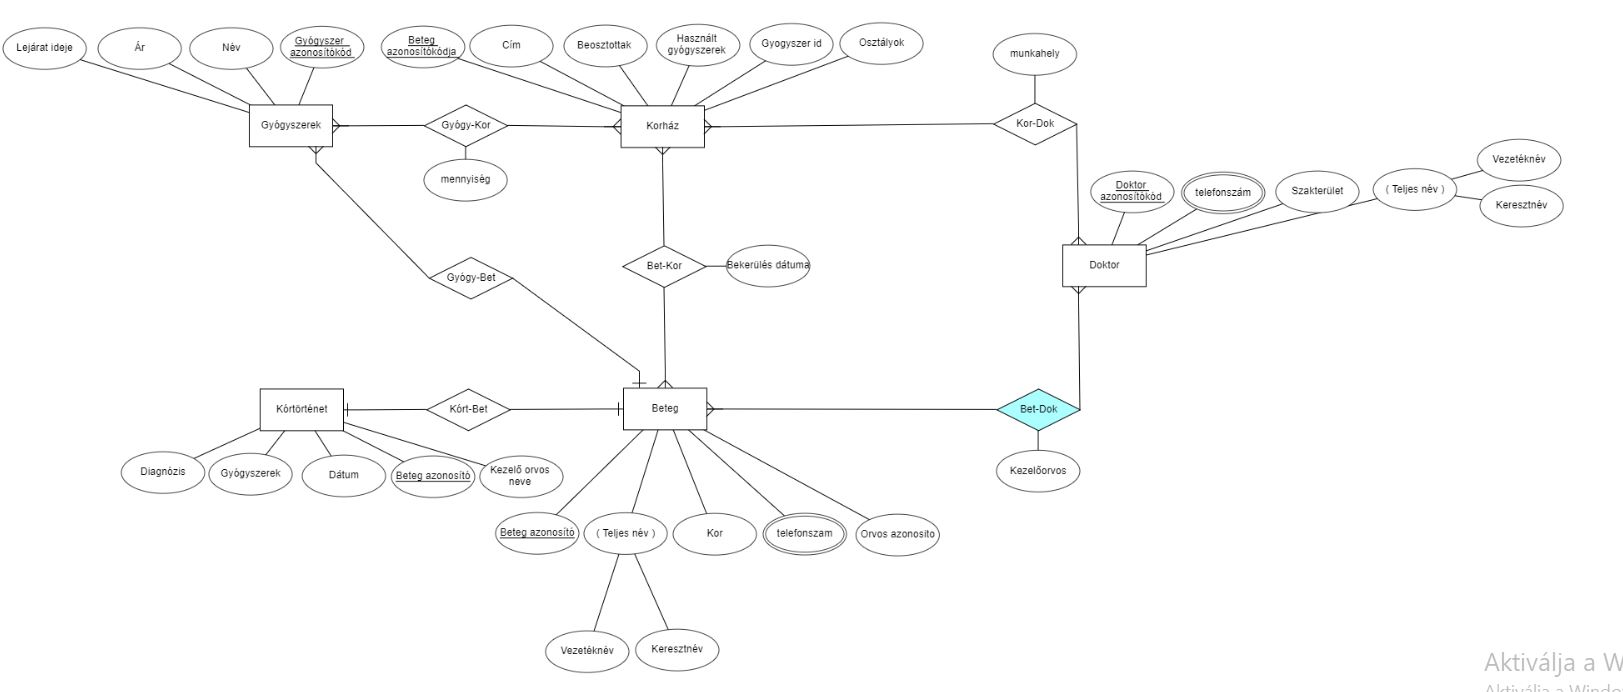 Lejárat ideje
Ár
Név
Gyógyszer
azonosítókód
Beteg
azonosítókódja
Cím
Beosztottak
Használt
gyógyszerek
Gyogyszer id
Osztályok
munkahely
Gyógyszerek
Gyógy-Kor
Korház
Kor-Dok
mennyiség
Doktor
azonosítókód
telefonszám
Szakterület
( Teljes név )
Vezetéknév
Keresztnév
Gyógy-Bet
Bet-Kor
Bekerülés dátuma
Doktor
Kórtörténet
Kórt-Bet
Beteg
Bet-Dok
Diagnózis
Gyógyszerek
Dátum
Beteg azonosító
Kezelő orvos
neve
Kezelőorvos
Beteg azonosító
( Teljes név )
Kor
telefonszam
Orvos azonosito
Vezetéknév
Keresztnév
Aktiválja a W
Aktiválja a Windo